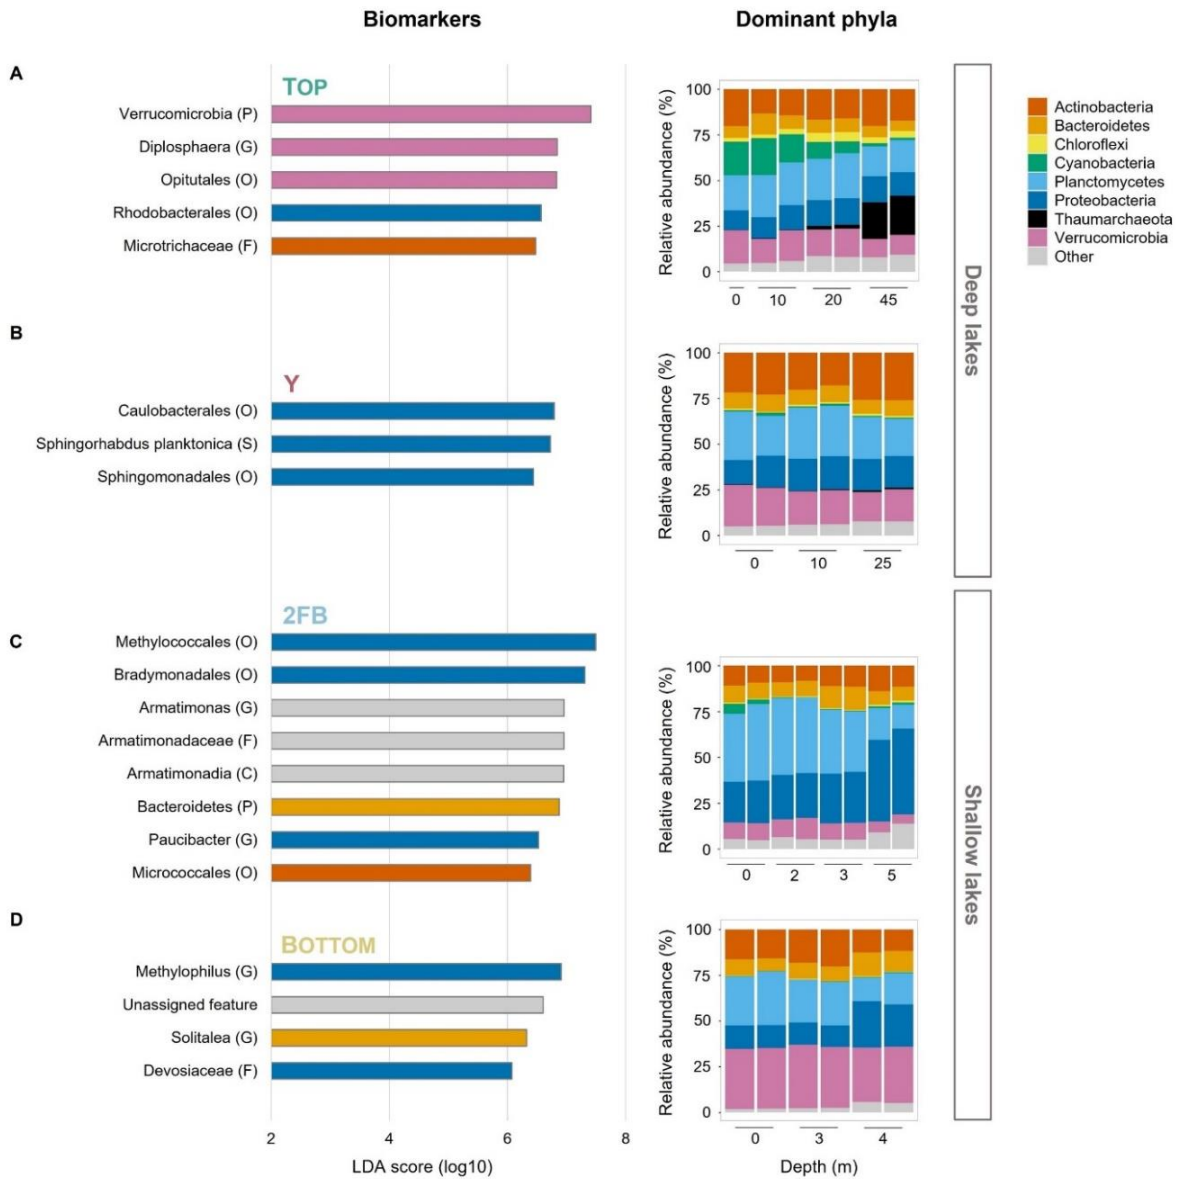 Biomarkers
Dominant phyla
A
TOP
Verrucomicrobia (P)
Diplosphaera (G)
Opitutales (O)
Rhodobacterales (O)
Microtrichaceae (F)
Relative abundance (%)
100
75
50
25
0
0 10 20 45
Actinobacteria
Bacteroidetes
Chloroflexi
Cyanobacteria
Planctomycetes
Proteobacteria
Thaumarchaeota
Verrucomicrobia
Other
Deep lakes
B
Y
Caulobacterales (O)
Sphingorhabdus planktonica (S)
Sphingomonadales (O)
Relative abundance (%)
100
75
50
25
0
0 10 25
C
2FB
Methylococcales (O)
Bradymonadales (O)
Armatimonas (G)
Armatimonadaceae (F)
Armatimonadia (C)
Bacteroidetes (P)
Paucibacter (G)
Micrococcales (O)
Relative abundance (%)
100
75
50
25
0
0 2 3 5
Shallow lakes
D
BOTTOM
Methylophilus (G)
Unassigned feature
Solitalea (G)
Devosiaceae (F)
2 4 6 8
LDA score (log10)
Relative abundance (%)
100
75
50
25
0
0 3 4
Depth (m)